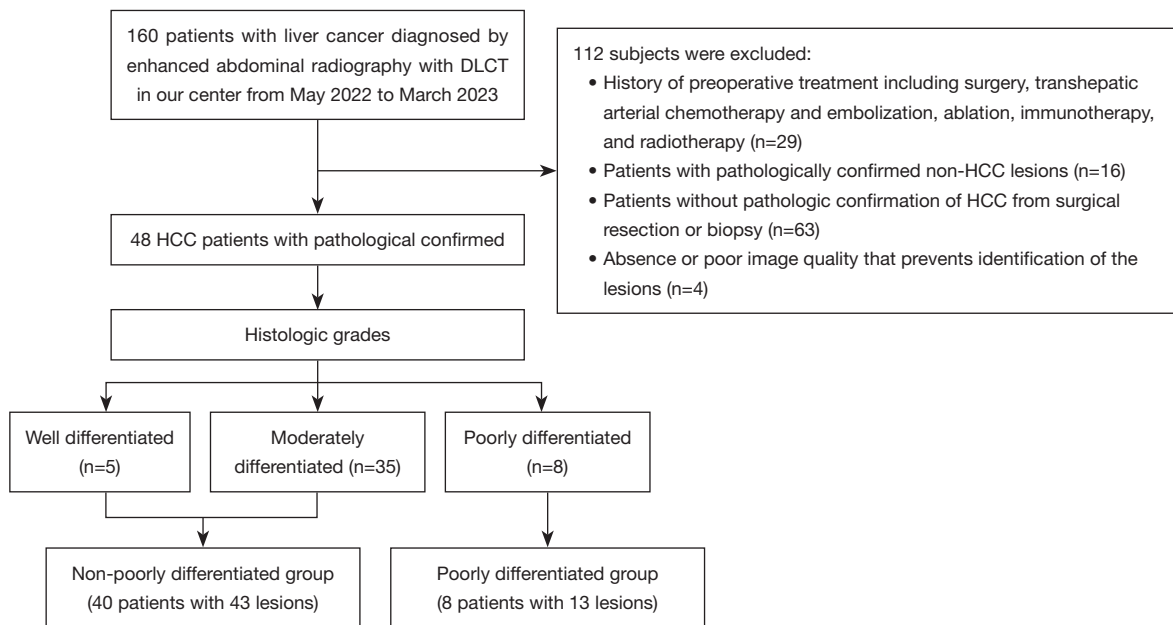 160 patients with liver cancer diagnosed by
enhanced abdominal radiography with DLCT
in our center from May 2022 to March 2023
112 subjects were excluded:
• History of preoperative treatment including surgery, transhepatic
arterial chemotherapy and embolization, ablation, immunotherapy,
and radiotherapy (n=29)
• Patients with pathologically confirmed non-HCC lesions (n=16)
• Patients without pathologic confirmation of HCC from surgical
resection or biopsy (n=63)
• Absence or poor image quality that prevents identification of the
lesions (n=4)
48 HCC patients with pathological confirmed
Histologic grades
Well differentiated
(n=5)
Moderately
differentiated (n=35)
Poorly differentiated
(n=8)
Non-poorly differentiated group
(40 patients with 43 lesions)
Poorly differentiated group
(8 patients with 13 lesions)